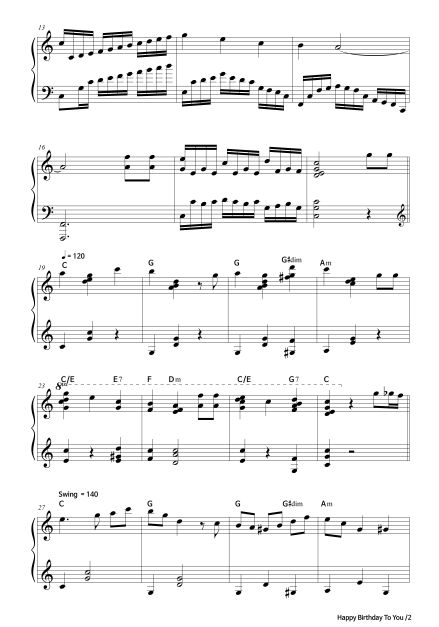 13
16
♩ = 120
19 C G G G#dim Am
23 8va C/E E7 F Dm C/E G7 C
Swing = 140
27 C G G G#dim Am
Happy Birthday To You /2